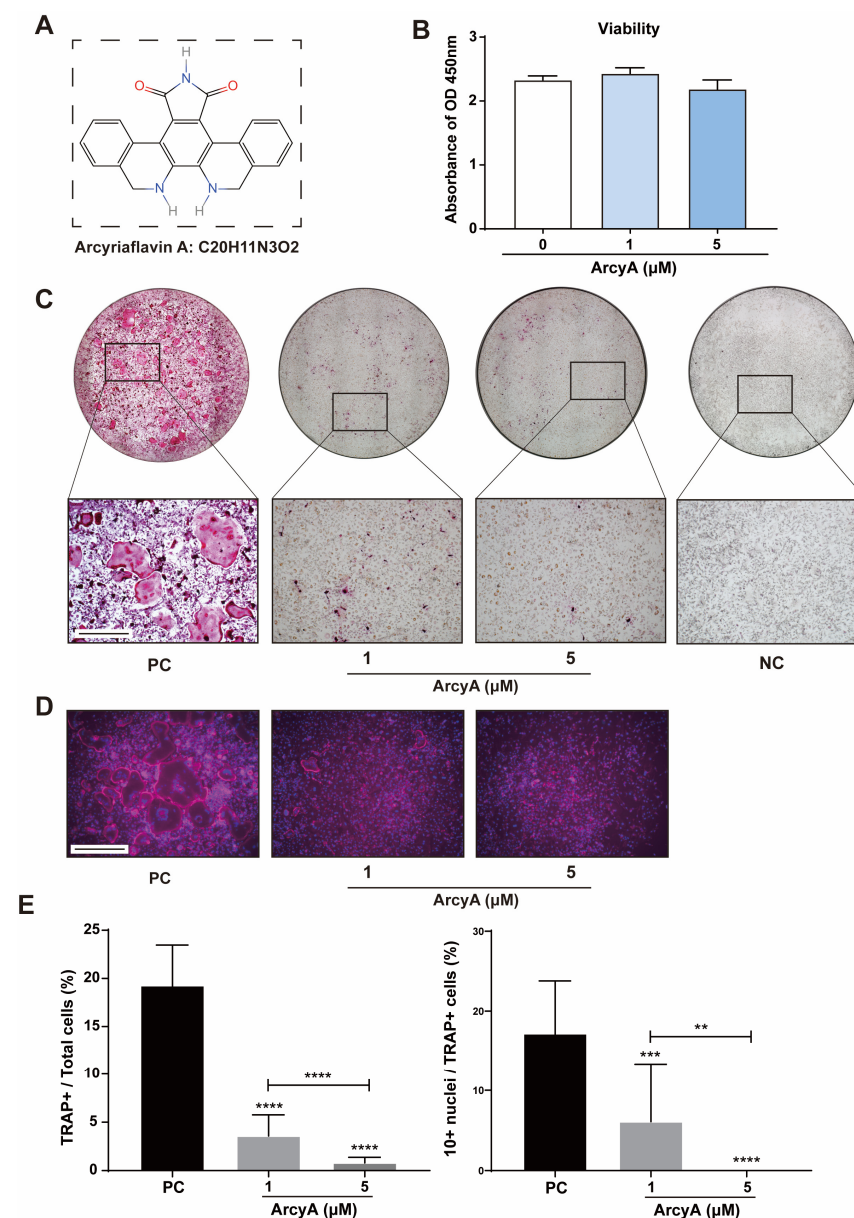 A
H
O
N
O
N
N
H
H
Arcyriaflavin A: C20H11N3O2
B
Viability
Absorbance of OD 450nm
3
2
1
0
0
1
5
ArcyA (µM)
C
PC
1
5
NC
ArcyA (µM)
D
PC
1
5
ArcyA (µM)
E
TRAP+ / Total cells (%)
25
20
15
10
5
0
****
****
****
PC
1
5
ArcyA (µM)
10+ nuclei / TRAP+ cells (%)
30
20
10
0
**
***
****
PC
1
5
ArcyA (µM)